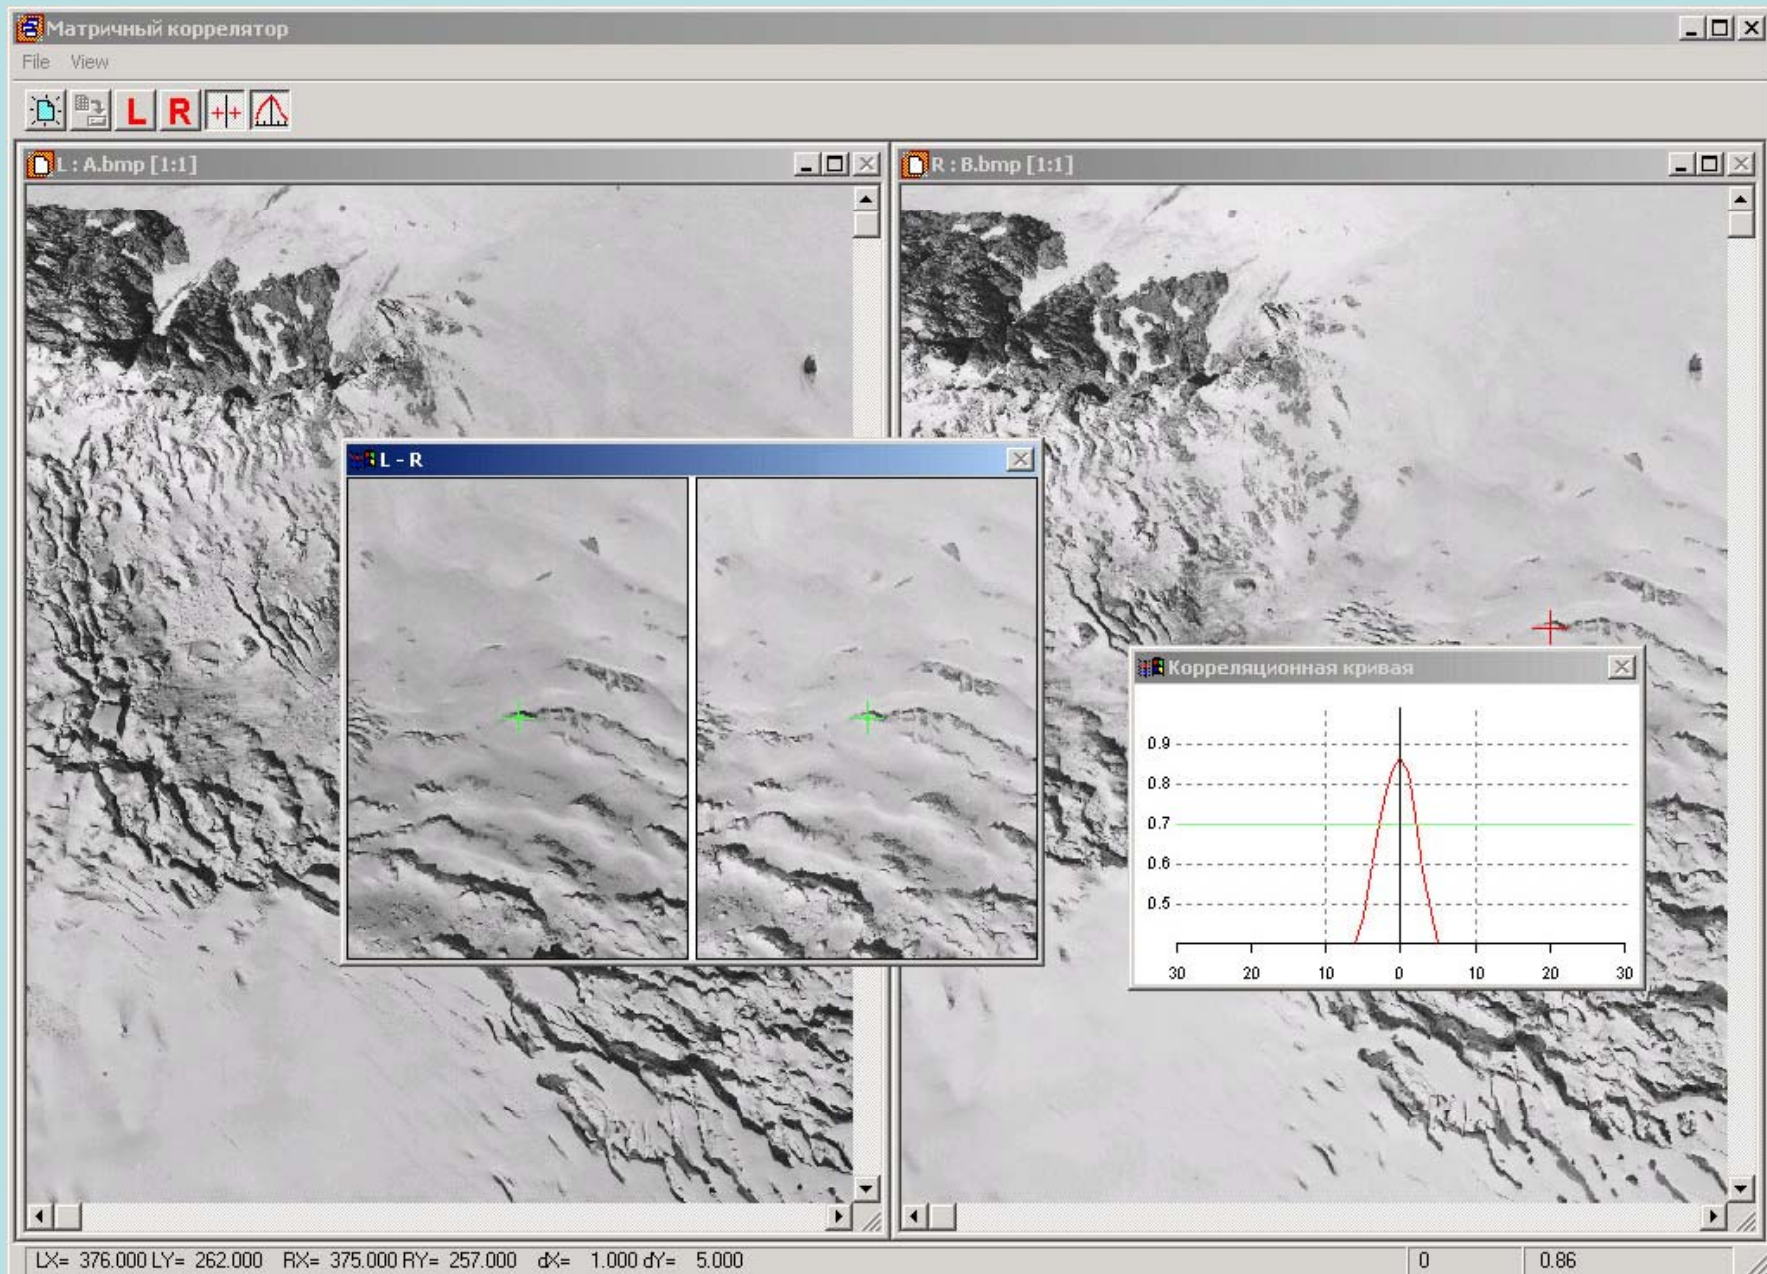 Матричный коррелятор
File View
L R
L : A.bmp [1:1]
R : B.bmp [1:1]
L - R
Корреляционная кривая
0.9
0.8
0.7
0.6
0.5
30 20 10 0 10 20 30
LX= 376.000 LY= 262.000 RX= 375.000 RY= 257.000 dX= 1.000 dY= 5.000 0 0.86